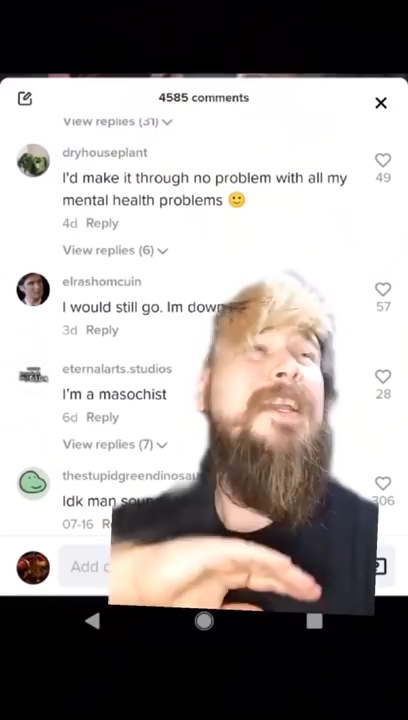 4585 comments
View replies (31)
dryhouseplant
I'd make it through no problem with all my
mental health problems 🙂
49
4d Reply
View replies (6)
elrashomcuin
I would still go. Im down
57
3d Reply
eternalarts.studios
I'm a masochist
28
6d Reply
View replies (7)
thestupidgreendinosau
Idk man
306
07-16
Add